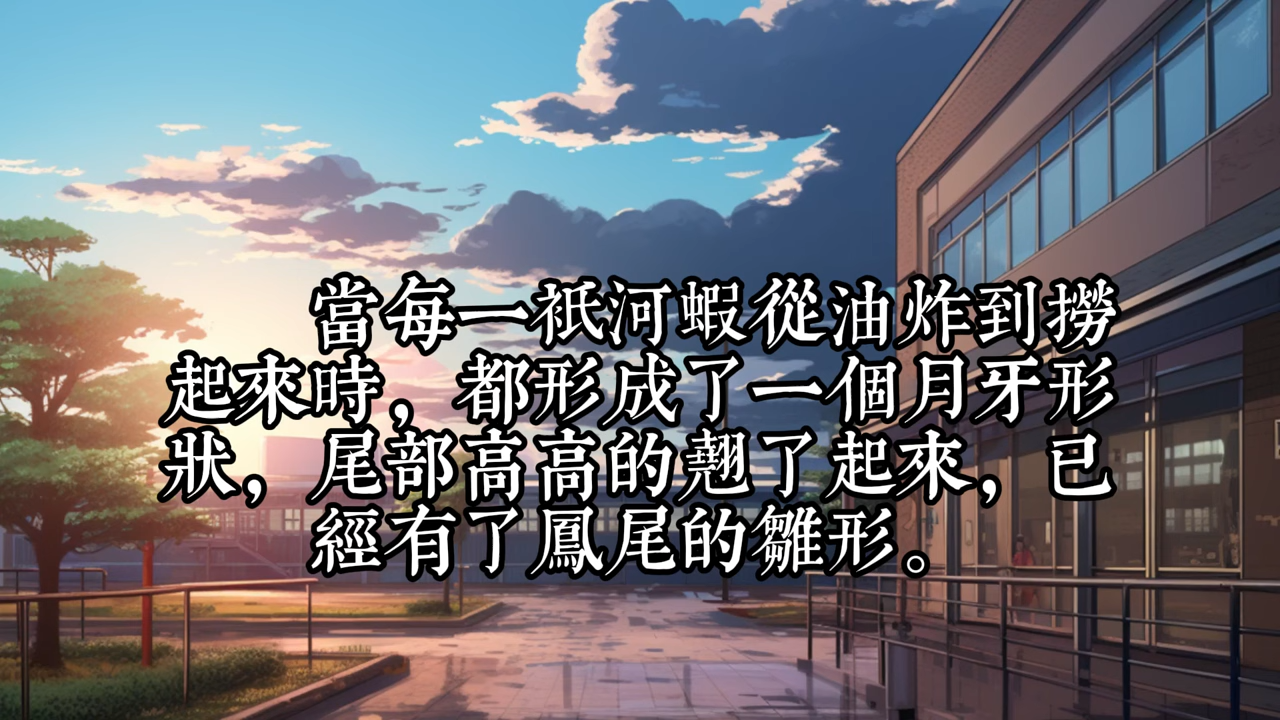 當每一衹河蝦從油炸到撈
起來時，都形成了一個月牙形
狀，尾部高高的翹了起來，已
經有了鳳尾的雛形。